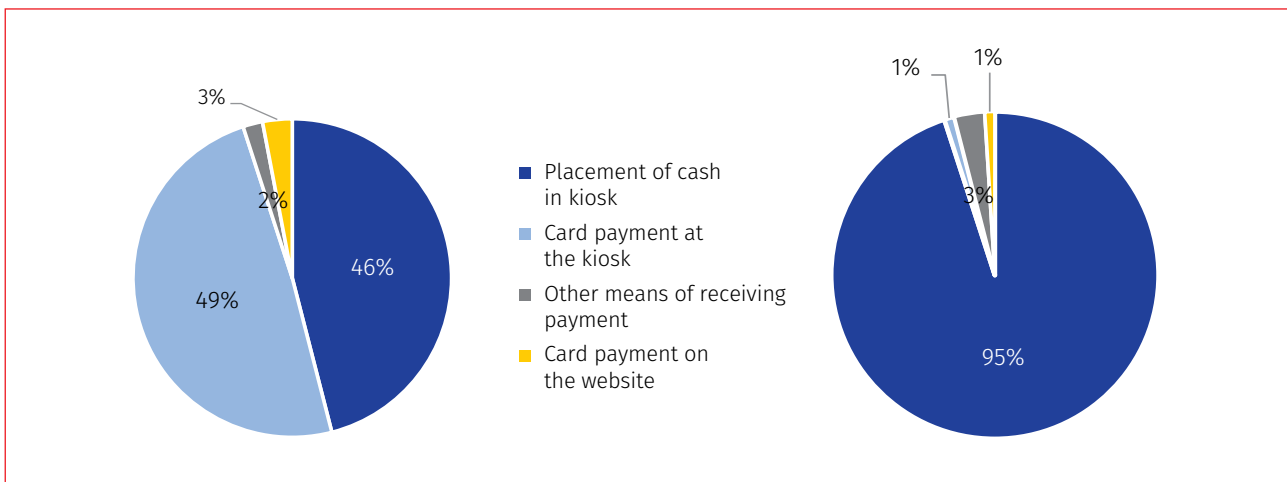 3%
2%
46%
49%
Placement of cash
in kiosk
Card payment at
the kiosk
Other means of receiving
payment
Card payment on
the website
1%
1%
3%
95%